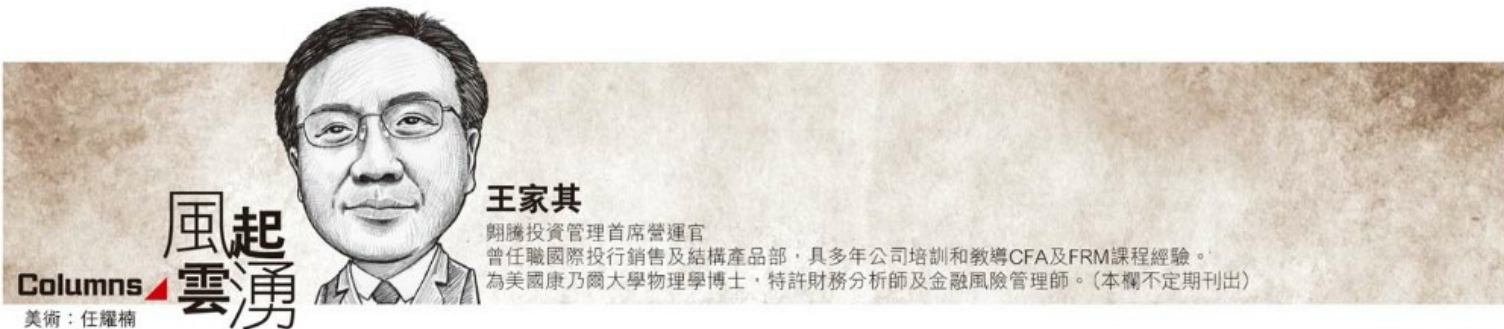 風起
雲湧
Columns
美術：任耀楠
王家其
翺騰投資管理首席營運官
曾任職國際投行銷售及結構產品部，具多年公司培訓和教導CFA及FRM課程經驗。
為美國康乃爾大學物理學博士，特許財務分析師及金融風險管理師。（本欄不定期刊出）